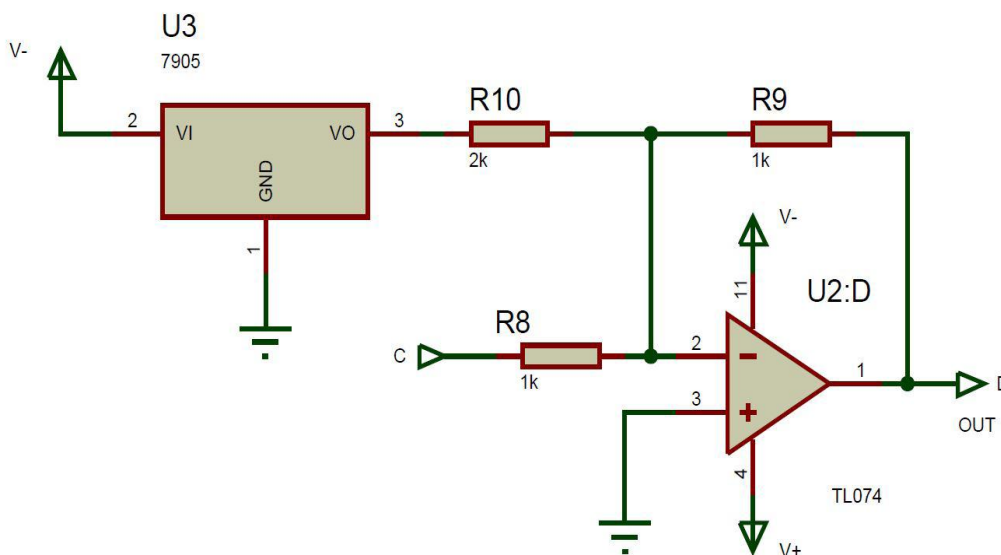 U3
7905
V-
2
VI
VO
3
GND
1
R10
2k
R9
1k
V-
11
U2:D
R8
C
1k
2
3
1
D
OUT
4
TL074
V+